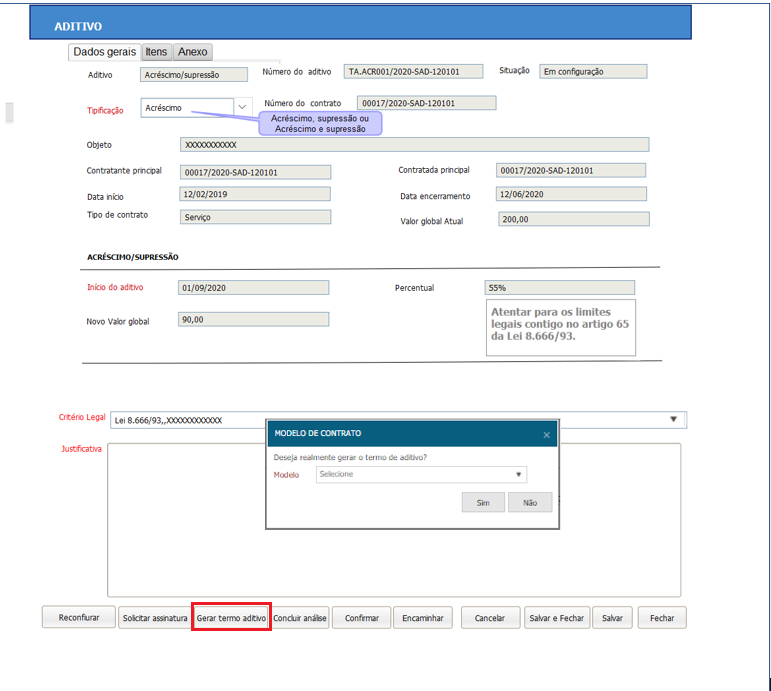 ADITIVO
Dados gerais Itens Anexo
Aditivo Acréscimo/supressão Número do aditivo TA.ACR001/2020-SAD-120101 Situação Em configuração
Tipificação Acréscimo Número do contrato 00017/2020-SAD-120101
Acréscimo, supressão ou
Acréscimo e supressão
Objeto XXXXXXXXXXX
Contratante principal 00017/2020-SAD-120101 Contratada principal 00017/2020-SAD-120101
Data início 12/02/2019 Data encerramento 12/06/2020
Tipo de contrato Serviço Valor global Atual 200,00
ACRÉSCIMO/SUPRESSÃO
Início do aditivo 01/09/2020 Percentual 55%
Novo Valor global 90,00
Atentar para os limites
legais contigo no artigo 65
da Lei 8.666/93.
Critério Legal Lei 8.666/93,,XXXXXXXXXXXX
Justificativa
MODELO DE CONTRATO
Deseja realmente gerar o termo de aditivo?
Modelo Selecione
Sim Não
Reconfiurar Solicitar assinatura Gerar termo aditivo Concluir análise Confirmar Encaminhar Cancelar Salvar e Fechar Salvar Fechar